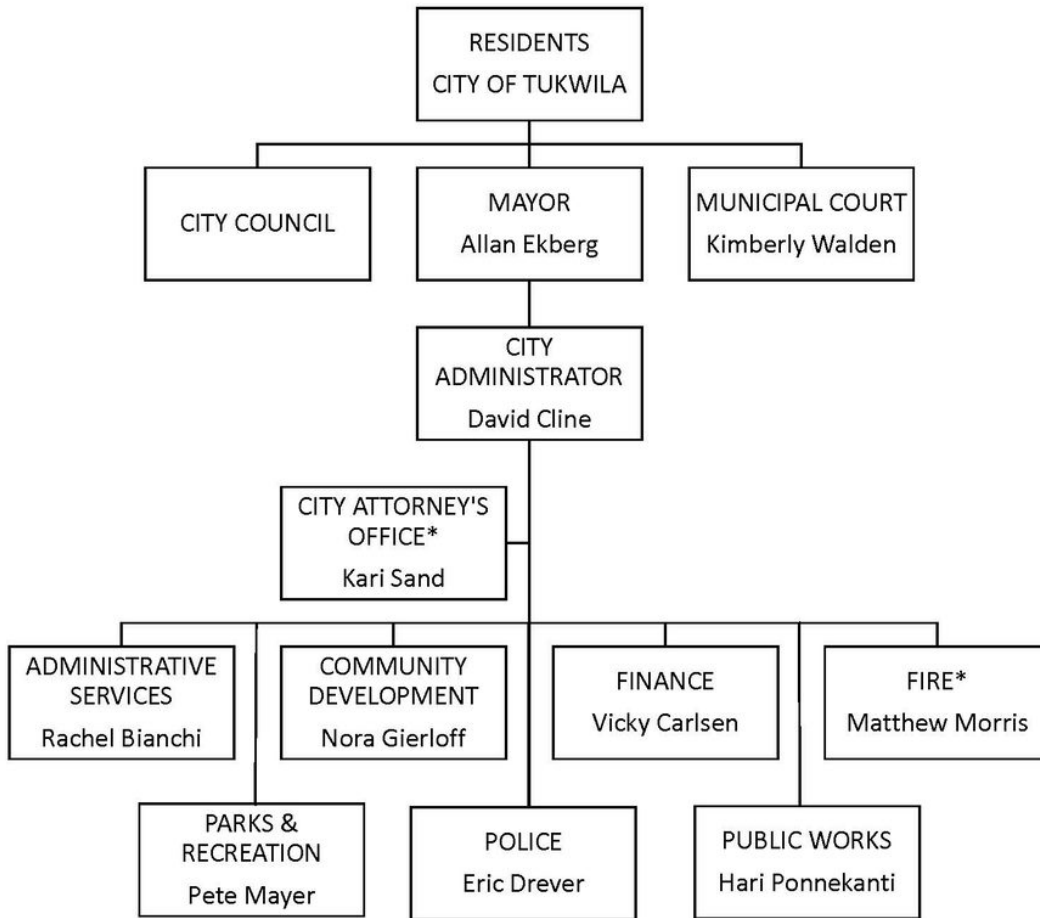 RESIDENTS
CITY OF TUKWILA
CITY COUNCIL
MAYOR
Allan Ekberg
MUNICIPAL COURT
Kimberly Walden
CITY
ADMINISTRATOR
David Cline
CITY ATTORNEY'S
OFFICE*
Kari Sand
ADMINISTRATIVE
SERVICES
Rachel Bianchi
COMMUNITY
DEVELOPMENT
Nora Gierloff
FINANCE
Vicky Carlsen
FIRE*
Matthew Morris
PARKS &
RECREATION
Pete Mayer
POLICE
Eric Drever
PUBLIC WORKS
Hari Ponnekanti